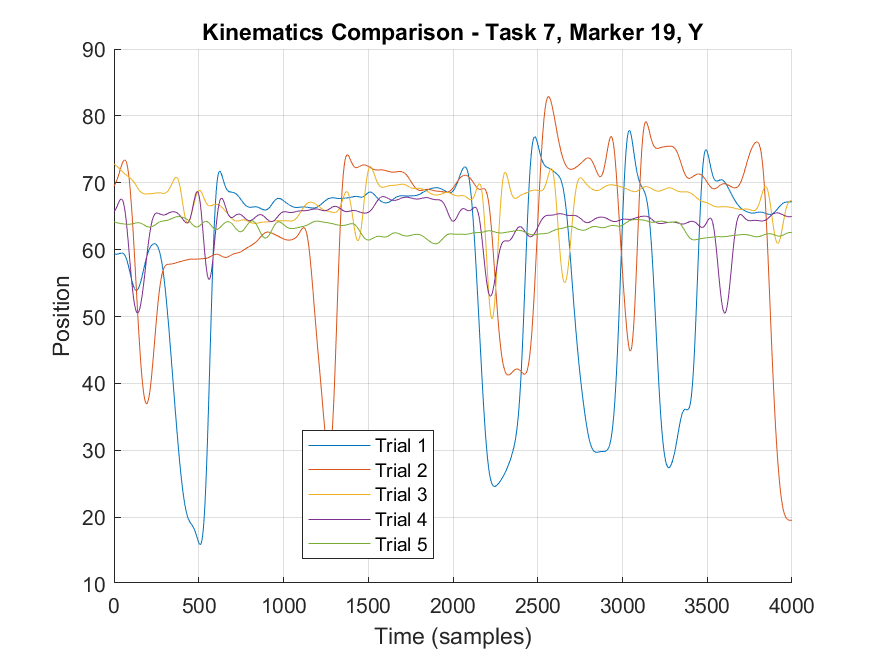 Kinematics Comparison - Task 7, Marker 19, Y
90
80
70
60
50
40
30
20
10
Position
Trial 1
Trial 2
Trial 3
Trial 4
Trial 5
0 500 1000 1500 2000 2500 3000 3500 4000
Time (samples)